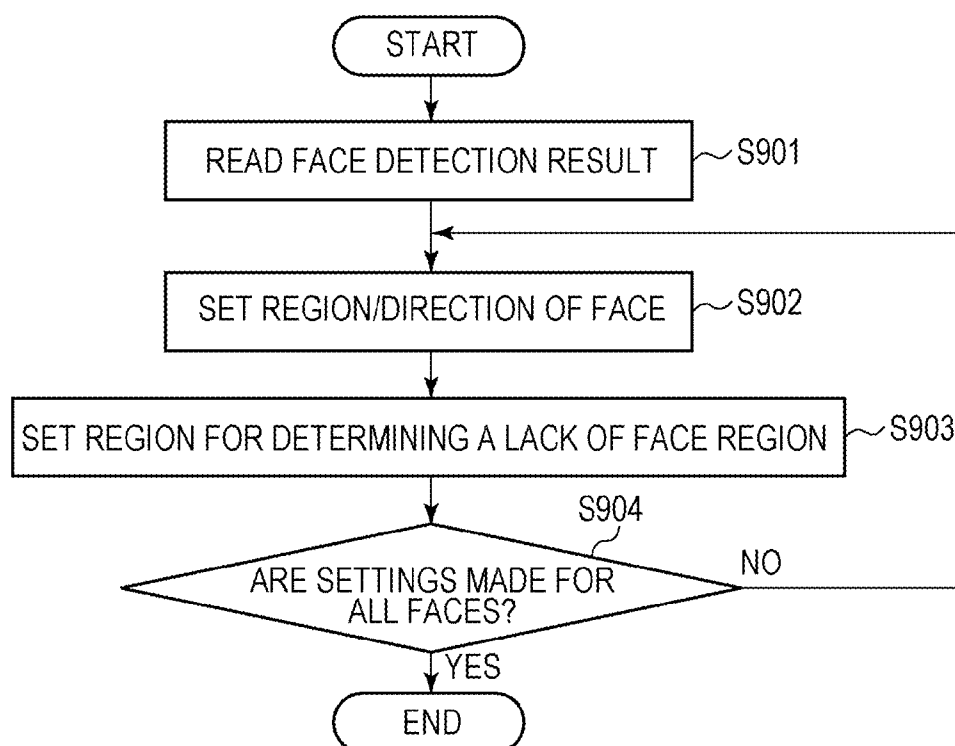 START
READ FACE DETECTION RESULT
S901
SET REGION/DIRECTION OF FACE
S902
SET REGION FOR DETERMINING A LACK OF FACE REGION
S903
S904
ARE SETTINGS MADE FOR
ALL FACES?
NO
YES
END